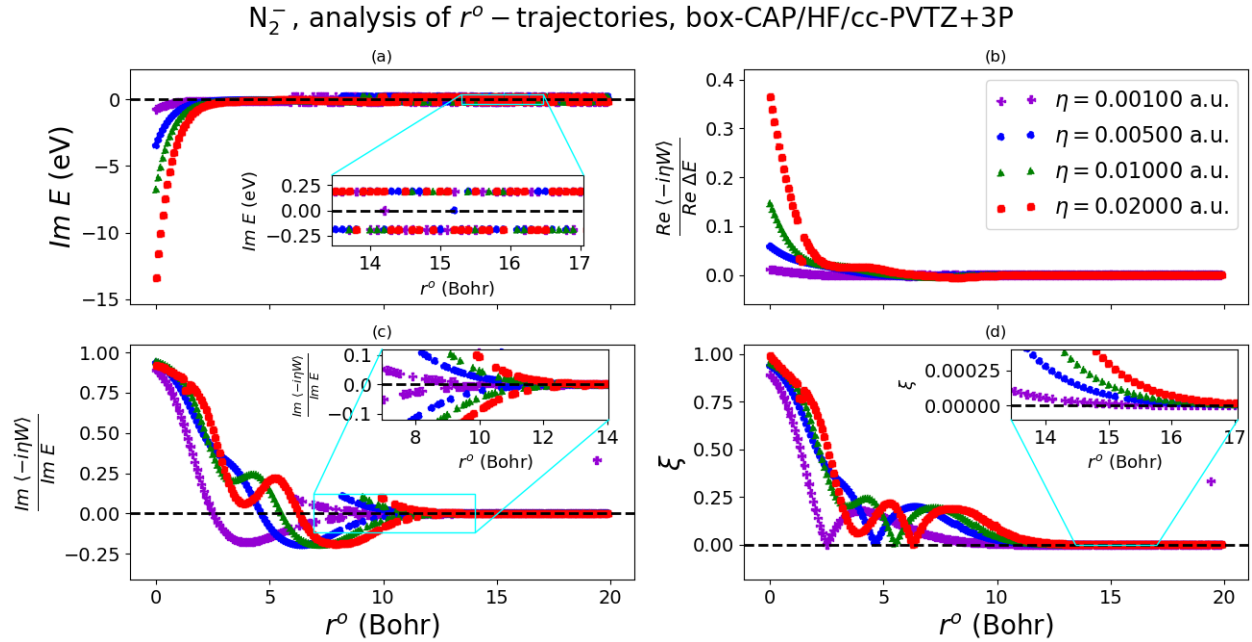 N₂⁻, analysis of rᵒ − trajectories, box-CAP/HF/cc-PVTZ+3P
(a)
Im E (eV)
0
−5
−10
−15
0
5
10
15
20
Im E (eV)
0.25
0.00
−0.25
14
15
16
17
rᵒ (Bohr)
(b)
Re ⟨−iηW⟩
Re ΔE
0.4
0.3
0.2
0.1
0.0
η = 0.00100 a.u.
η = 0.00500 a.u.
η = 0.01000 a.u.
η = 0.02000 a.u.
(c)
Im ⟨−iηW⟩
Im E
1.00
0.75
0.50
0.25
0.00
−0.25
0
5
10
15
20
rᵒ (Bohr)
Im ⟨−iηW⟩
Im E
0.1
0.0
−0.1
8
10
12
14
rᵒ (Bohr)
(d)
ξ
1.00
0.75
0.50
0.25
0.00
0
5
10
15
20
rᵒ (Bohr)
ξ
0.00025
0.00000
14
15
16
17
rᵒ (Bohr)